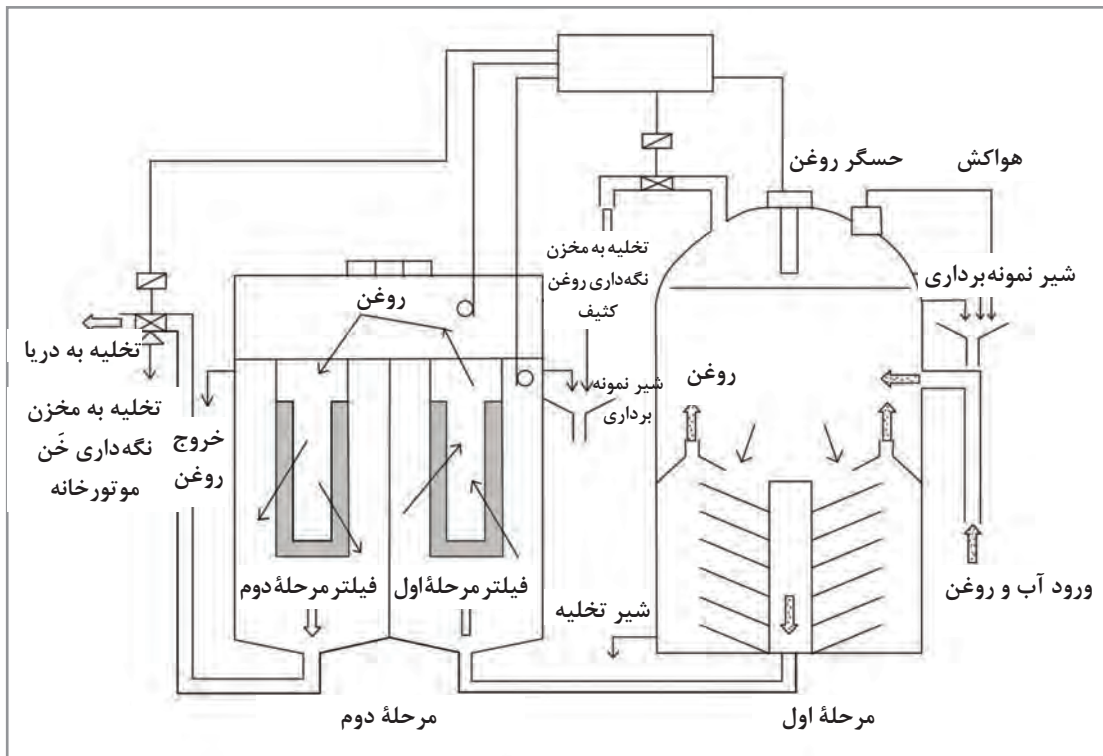 حسگر روغن
هواکش
تخلیه به مخزن
نگه‌داری روغن
کثیف
شیر نمونه‌برداری
روغن
تخلیه به دریا
تخلیه به مخزن
نگه‌داری خَن
موتورخانه
خروج
روغن
شیر نمونه
برداری
روغن
فیلتر مرحلهٔ اول
فیلتر مرحلهٔ دوم
ورود آب و روغن
شیر تخلیه
مرحلهٔ اول
مرحلهٔ دوم